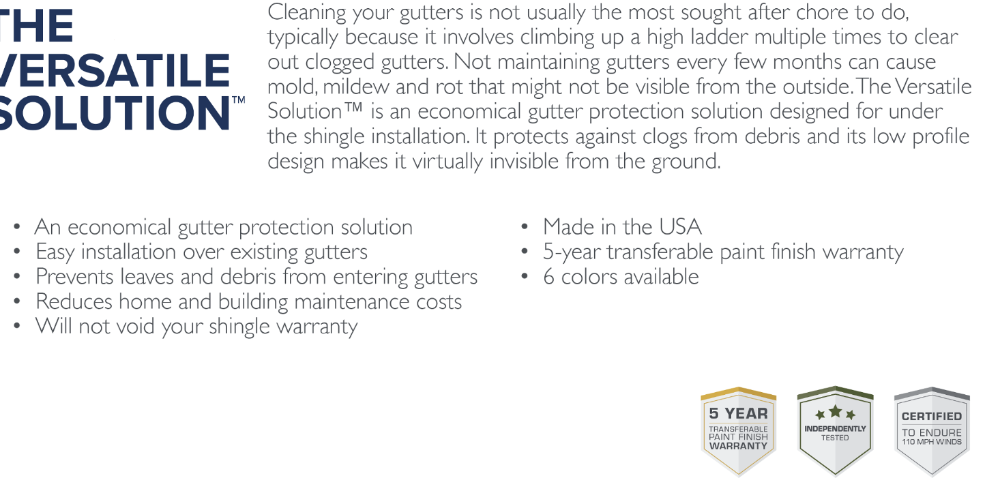 THE
VERSATILE
SOLUTION™
Cleaning your gutters is not usually the most sought after chore to do,
typically because it involves climbing up a high ladder multiple times to clear
out clogged gutters. Not maintaining gutters every few months can cause
mold, mildew and rot that might not be visible from the outside. The Versatile
Solution™ is an economical gutter protection solution designed for under
the shingle installation. It protects against clogs from debris and its low profile
design makes it virtually invisible from the ground.
• An economical gutter protection solution
• Easy installation over existing gutters
• Prevents leaves and debris from entering gutters
• Reduces home and building maintenance costs
• Will not void your shingle warranty
• Made in the USA
• 5-year transferable paint finish warranty
• 6 colors available
5 YEAR
TRANSFERABLE
PAINT FINISH
WARRANTY
INDEPENDENTLY
TESTED
CERTIFIED
TO ENDURE
110 MPH WINDS